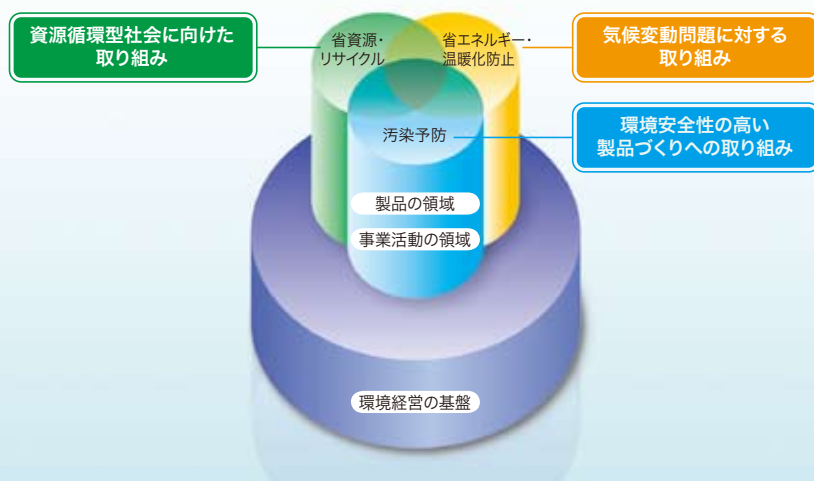 資源循環型社会に向けた
取り組み
省資源・
リサイクル
省エネルギー・
温暖化防止
気候変動問題に対する
取り組み
汚染予防
環境安全性の高い
製品づくりへの取り組み
製品の領域
事業活動の領域
環境経営の基盤